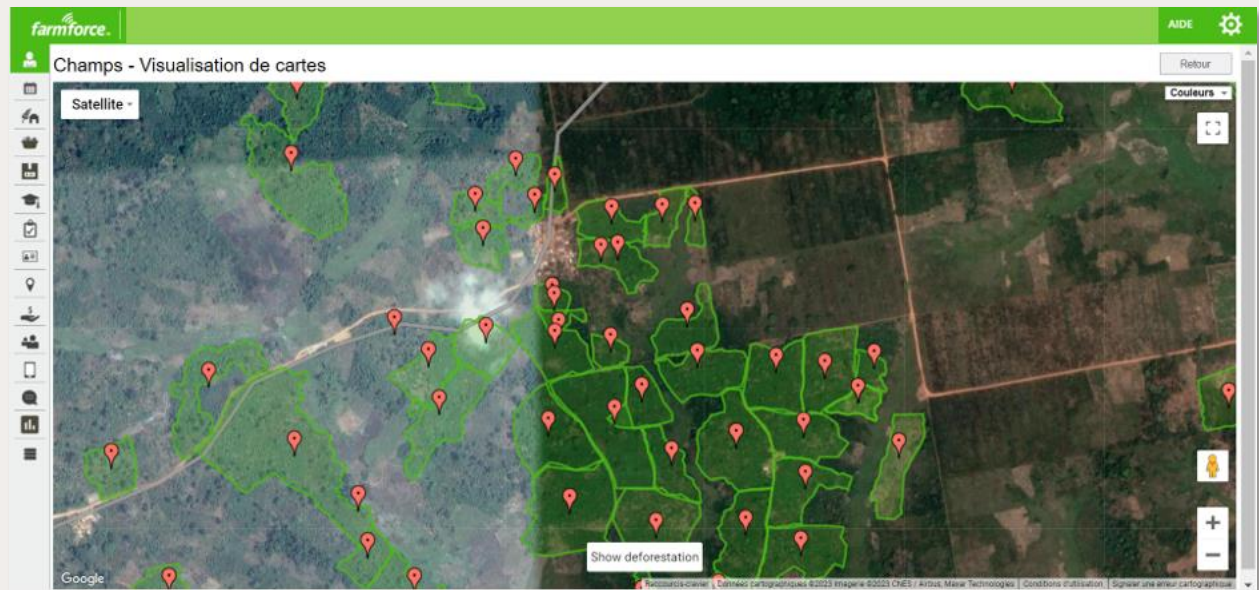 farmforce.
AIDE
Champs - Visualisation de cartes
Retour
Satellite
Couleurs
Show deforestation
Google
Raccourcis-clavier
Données cartographiques ©2023 Imagerie ©2023 CNES / Airbus, Maxar Technologies
Conditions d'utilisation
Signaler une erreur cartographique